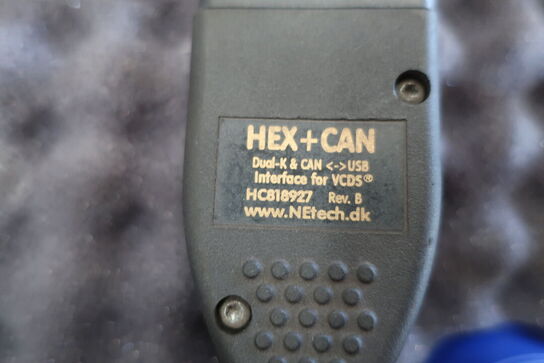 HEX+CAN
Dual-K & CAN <->USB
Interface for VCDS®
HC818927 Rev. B
www.NEtech.dk